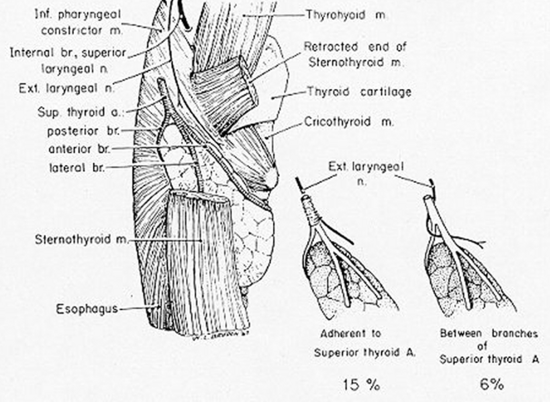 Inf. pharyngeal
constrictor m.
Internal br., superior
laryngeal n.
Ext. laryngeal n.
Sup. thyroid a.:
posterior br.
anterior br.
lateral br.
Sternothyroid m.
Esophagus
Thyrohyoid m.
Retracted end of
Sternothyroid m.
Thyroid cartilage
Cricothyroid m.
Ext. laryngeal
n.
Adherent to
Superior thyroid A.
15 %
Between branches
of
Superior thyroid A
6%